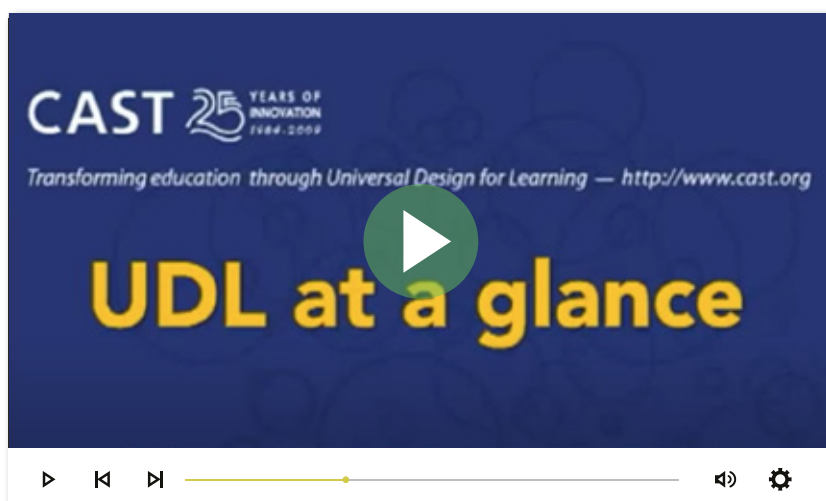 CAST 25 YEARS OF
INNOVATION
1984-2009
Transforming education through Universal Design for Learning — http://www.cast.org
UDL at a glance